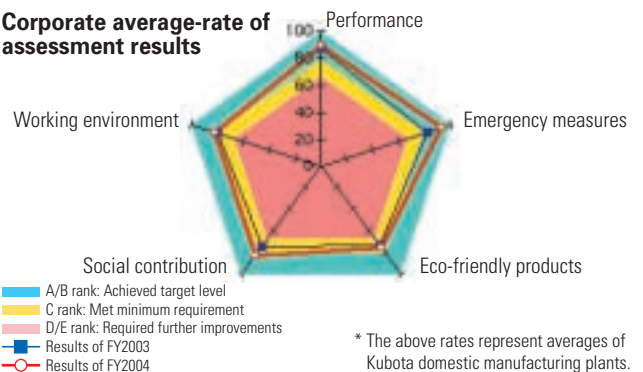 Corporate average-rate of
assessment results
Performance
100
80
60
40
20
0
Working environment
Emergency measures
Social contribution
Eco-friendly products
A/B rank: Achieved target level
C rank: Met minimum requirement
D/E rank: Required further improvements
Results of FY2003
Results of FY2004
* The above rates represent averages of
Kubota domestic manufacturing plants.